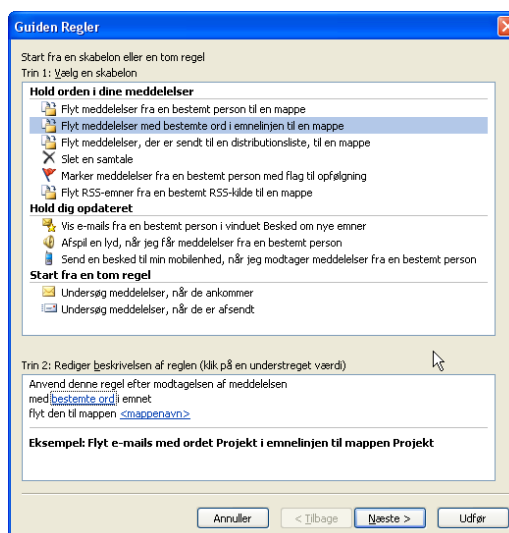 Guiden Regler
Start fra en skabelon eller en tom regel
Trin 1: Vælg en skabelon
Hold orden i dine meddelelser
Flyt meddelelser fra en bestemt person til en mappe
Flyt meddelelser med bestemte ord i emnelinjen til en mappe
Flyt meddelelser, der er sendt til en distributionsliste, til en mappe
Slet en samtale
Marker meddelelser fra en bestemt person med flag til opfølgning
Flyt RSS-emner fra en bestemt RSS-kilde til en mappe
Hold dig opdateret
Vis e-mails fra en bestemt person i vinduet Besked om nye emner
Afspil en lyd, når jeg får meddelelser fra en bestemt person
Send en besked til min mobilenhed, når jeg modtager meddelelser fra en bestemt person
Start fra en tom regel
Undersøg meddelelser, når de ankommer
Undersøg meddelelser, når de er afsendt
Trin 2: Rediger beskrivelsen af reglen (klik på en understreget værdi)
Anvend denne regel efter modtagelsen af meddelelsen
med bestemte ord i emnet
flyt den til mappen <mappenavn>
Eksempel: Flyt e-mails med ordet Projekt i emnelinjen til mappen Projekt
Annuller < Tilbage Næste > Udfør